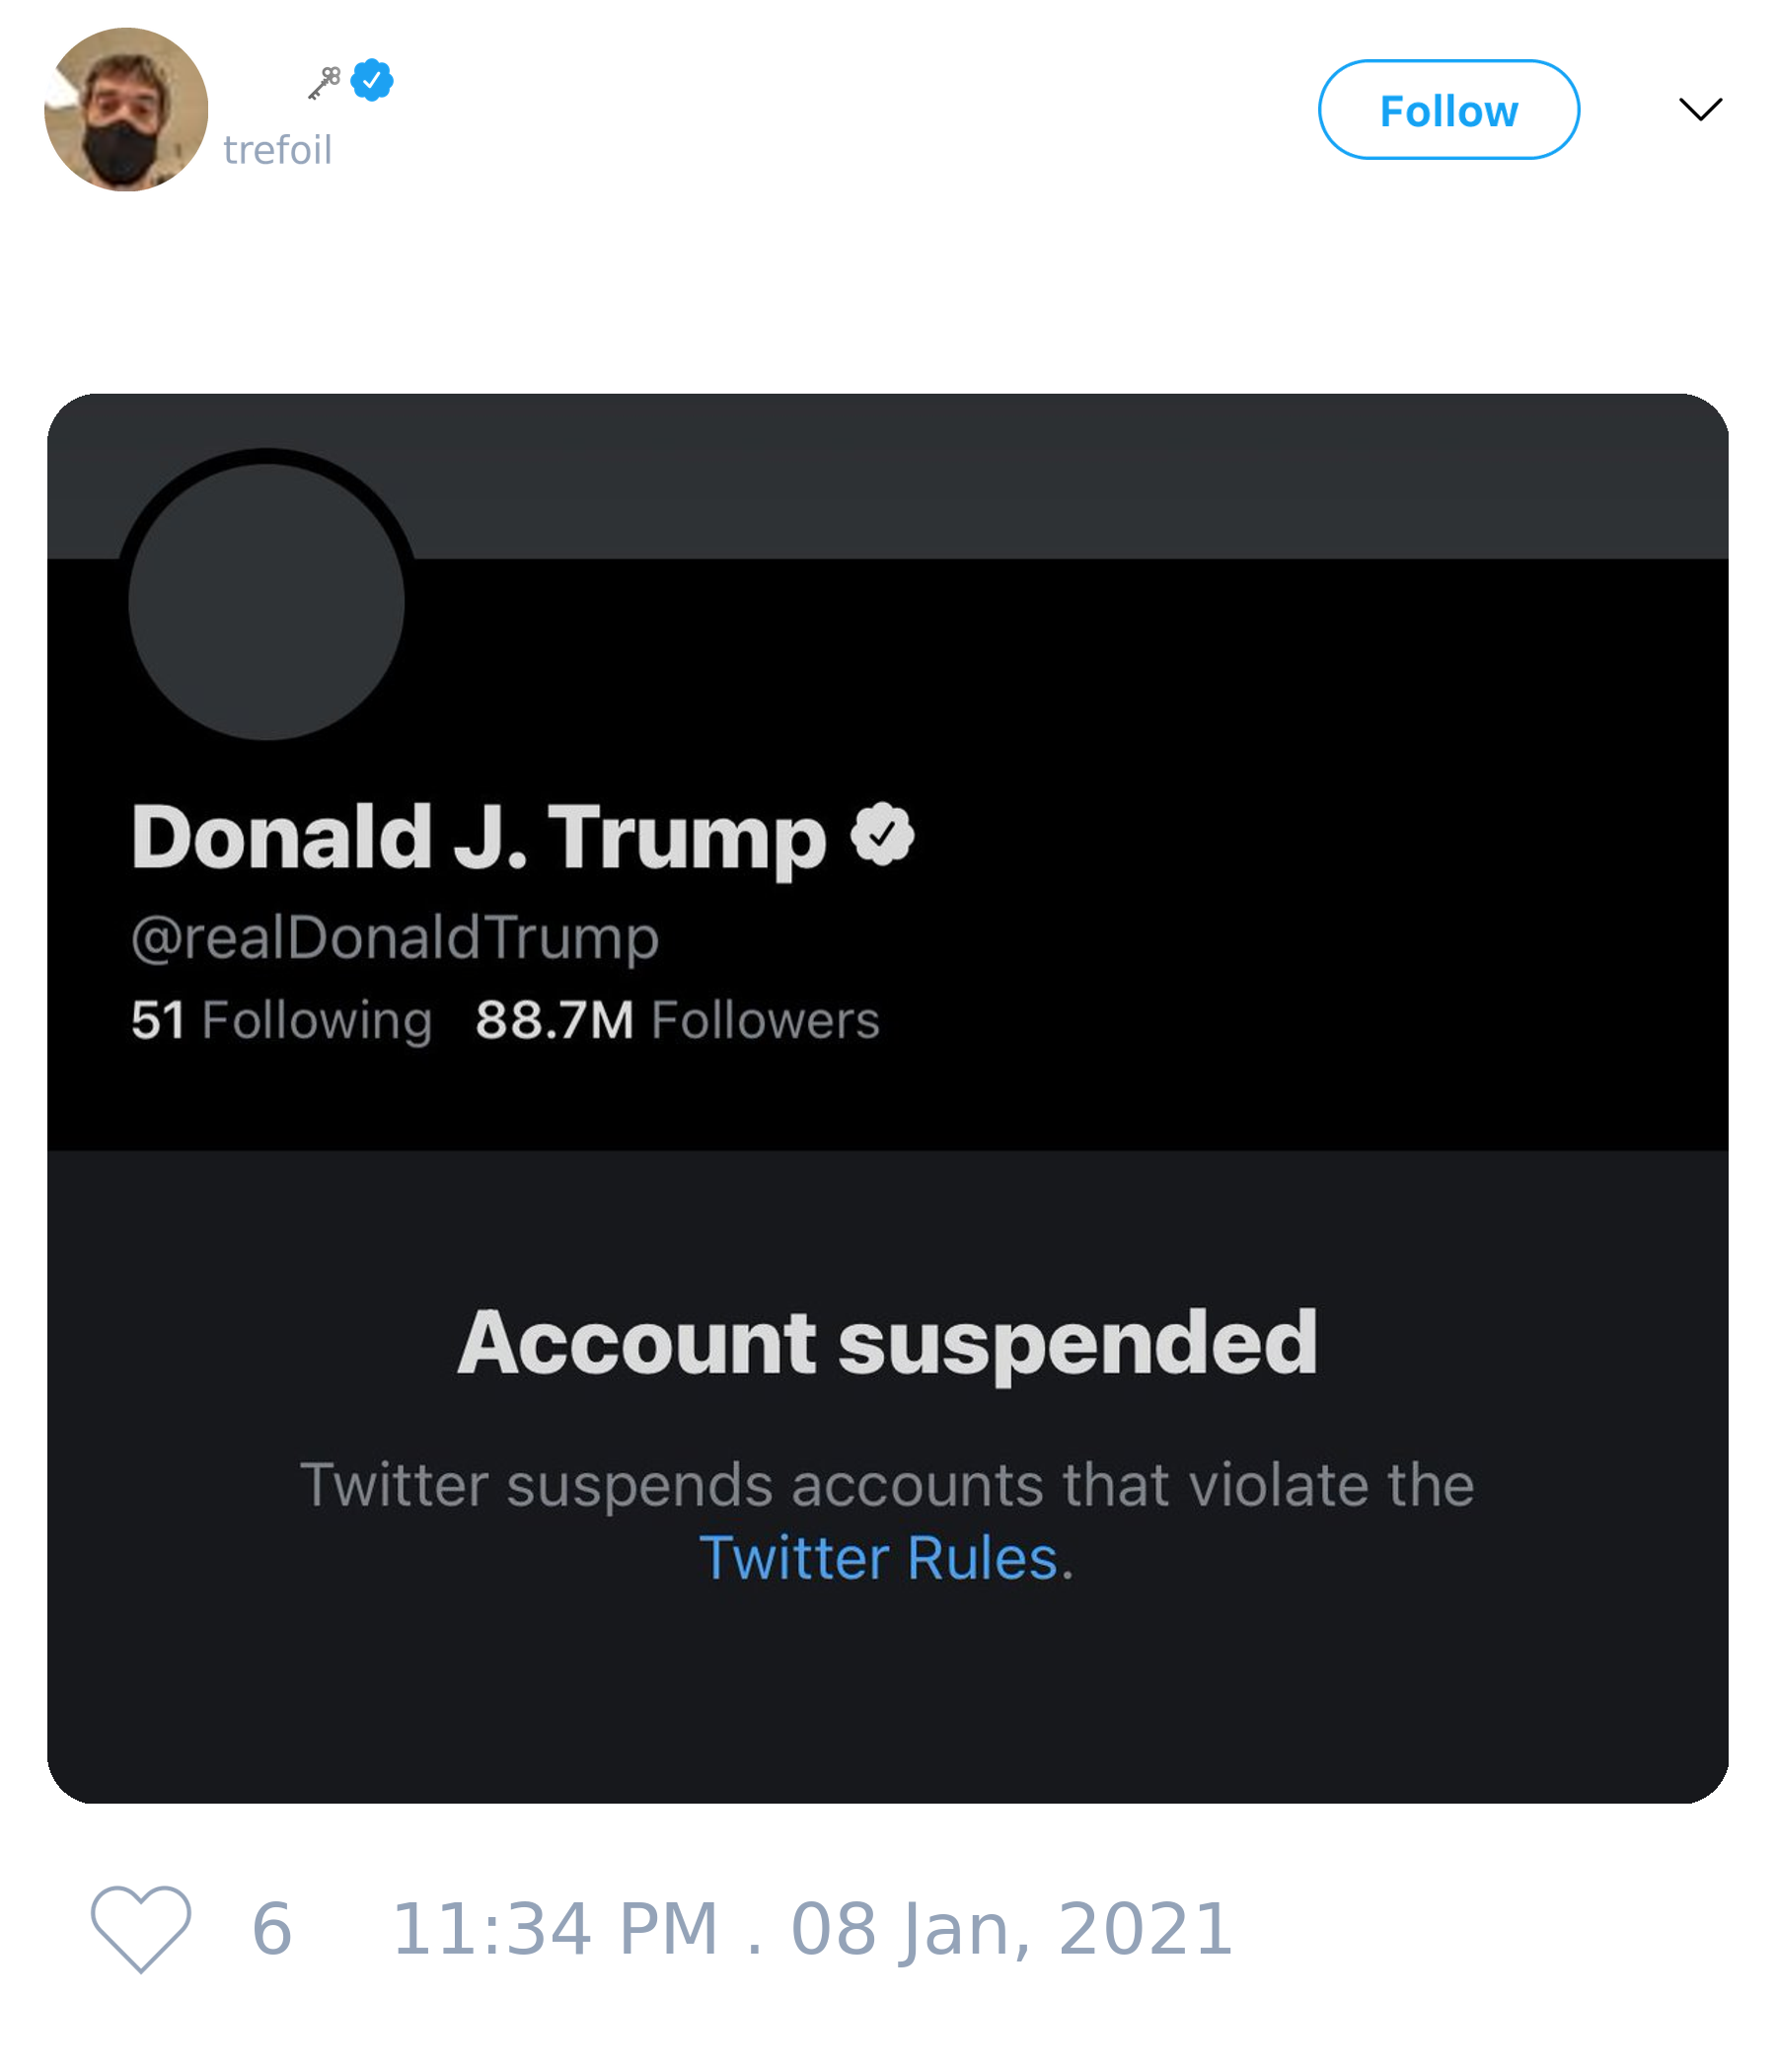 🗝
trefoil
Follow
Donald J. Trump
@realDonaldTrump
51 Following 88.7M Followers
Account suspended
Twitter suspends accounts that violate the
Twitter Rules.
6 11:34 PM . 08 Jan, 2021